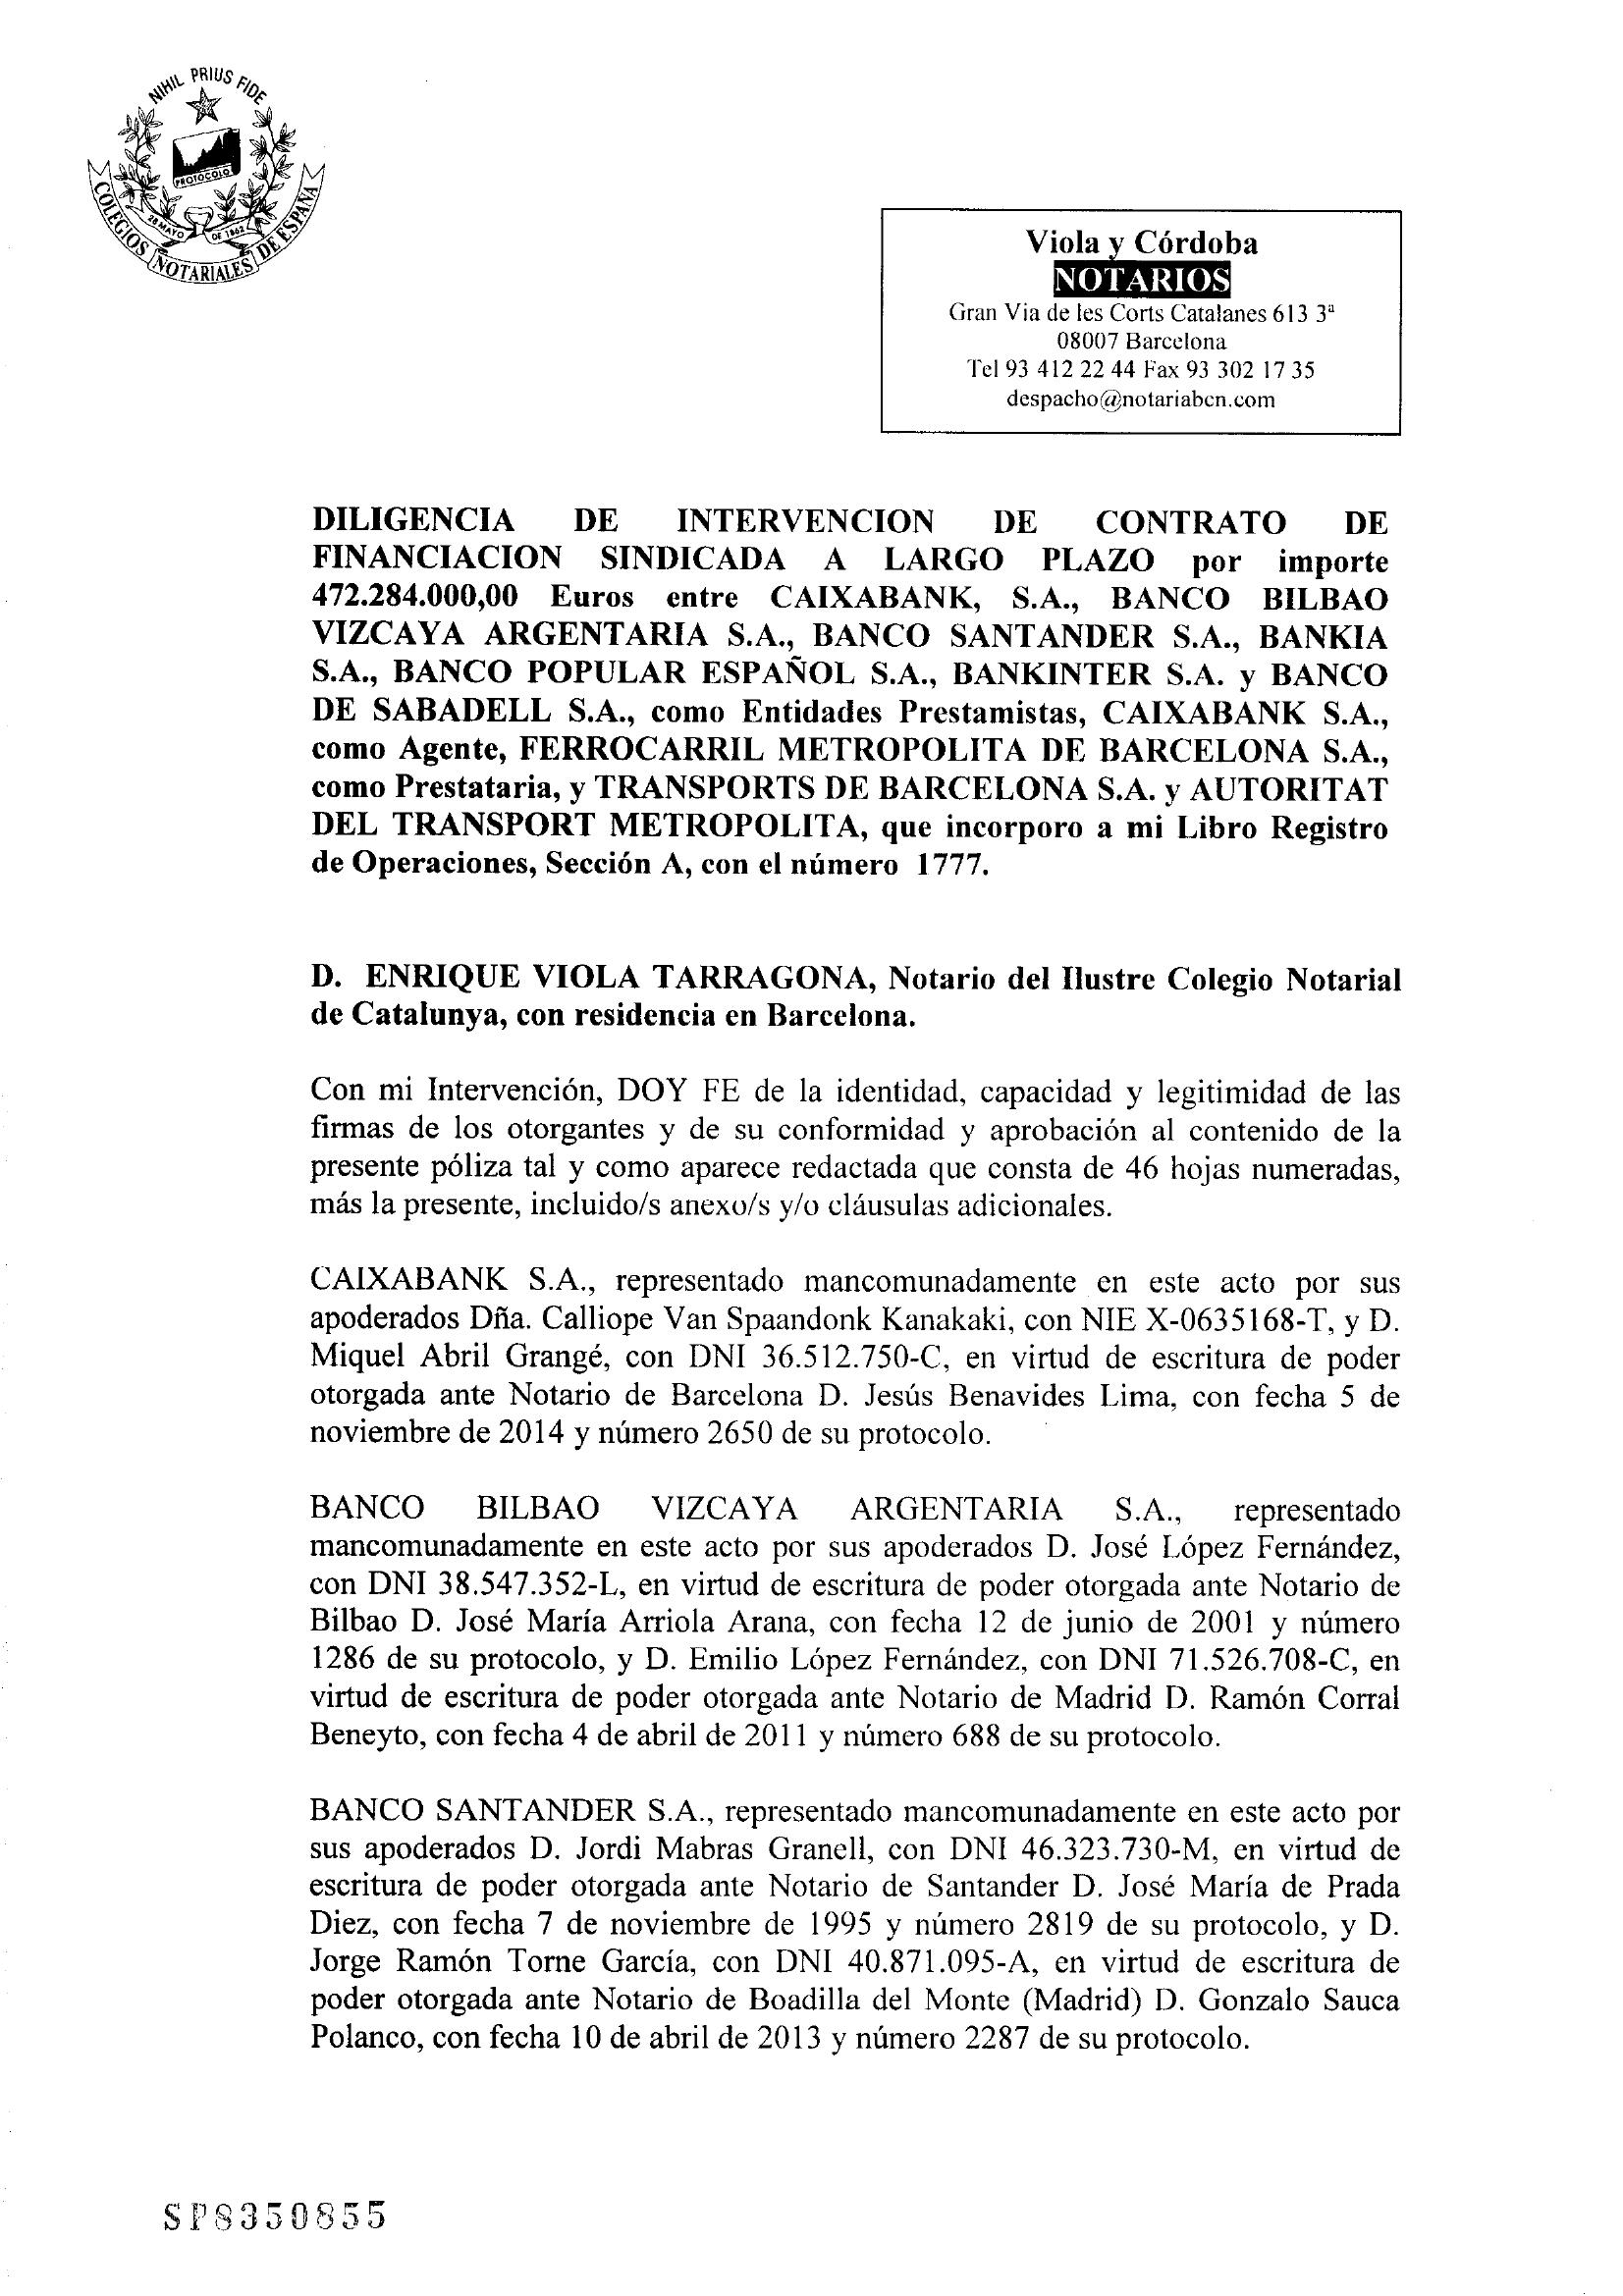 NIHIL PRIUS FIDE
PROTOCOLO
28 MAYO DE 1862
COLEGIOS NOTARIALES DE ESPAÑA
Viola y Córdoba
NOTARIOS
Gran Via de les Corts Catalanes 613 3ª
08007 Barcelona
Tel 93 412 22 44 Fax 93 302 17 35
despacho@notariabcn.com
DILIGENCIA DE INTERVENCION DE CONTRATO DE
FINANCIACION SINDICADA A LARGO PLAZO por importe
472.284.000,00 Euros entre CAIXABANK, S.A., BANCO BILBAO
VIZCAYA ARGENTARIA S.A., BANCO SANTANDER S.A., BANKIA
S.A., BANCO POPULAR ESPAÑOL S.A., BANKINTER S.A. y BANCO
DE SABADELL S.A., como Entidades Prestamistas, CAIXABANK S.A.,
como Agente, FERROCARRIL METROPOLITA DE BARCELONA S.A.,
como Prestataria, y TRANSPORTS DE BARCELONA S.A. y AUTORITAT
DEL TRANSPORT METROPOLITA, que incorporo a mi Libro Registro
de Operaciones, Sección A, con el número 1777.
D. ENRIQUE VIOLA TARRAGONA, Notario del Ilustre Colegio Notarial
de Catalunya, con residencia en Barcelona.
Con mi Intervención, DOY FE de la identidad, capacidad y legitimidad de las
firmas de los otorgantes y de su conformidad y aprobación al contenido de la
presente póliza tal y como aparece redactada que consta de 46 hojas numeradas,
más la presente, incluido/s anexo/s y/o cláusulas adicionales.
CAIXABANK S.A., representado mancomunadamente en este acto por sus
apoderados Dña. Calliope Van Spaandonk Kanakaki, con NIE X-0635168-T, y D.
Miquel Abril Grangé, con DNI 36.512.750-C, en virtud de escritura de poder
otorgada ante Notario de Barcelona D. Jesús Benavides Lima, con fecha 5 de
noviembre de 2014 y número 2650 de su protocolo.
BANCO BILBAO VIZCAYA ARGENTARIA S.A., representado
mancomunadamente en este acto por sus apoderados D. José López Fernández,
con DNI 38.547.352-L, en virtud de escritura de poder otorgada ante Notario de
Bilbao D. José María Arriola Arana, con fecha 12 de junio de 2001 y número
1286 de su protocolo, y D. Emilio López Fernández, con DNI 71.526.708-C, en
virtud de escritura de poder otorgada ante Notario de Madrid D. Ramón Corral
Beneyto, con fecha 4 de abril de 2011 y número 688 de su protocolo.
BANCO SANTANDER S.A., representado mancomunadamente en este acto por
sus apoderados D. Jordi Mabras Granell, con DNI 46.323.730-M, en virtud de
escritura de poder otorgada ante Notario de Santander D. José María de Prada
Diez, con fecha 7 de noviembre de 1995 y número 2819 de su protocolo, y D.
Jorge Ramón Torne García, con DNI 40.871.095-A, en virtud de escritura de
poder otorgada ante Notario de Boadilla del Monte (Madrid) D. Gonzalo Sauca
Polanco, con fecha 10 de abril de 2013 y número 2287 de su protocolo.
SP8350855